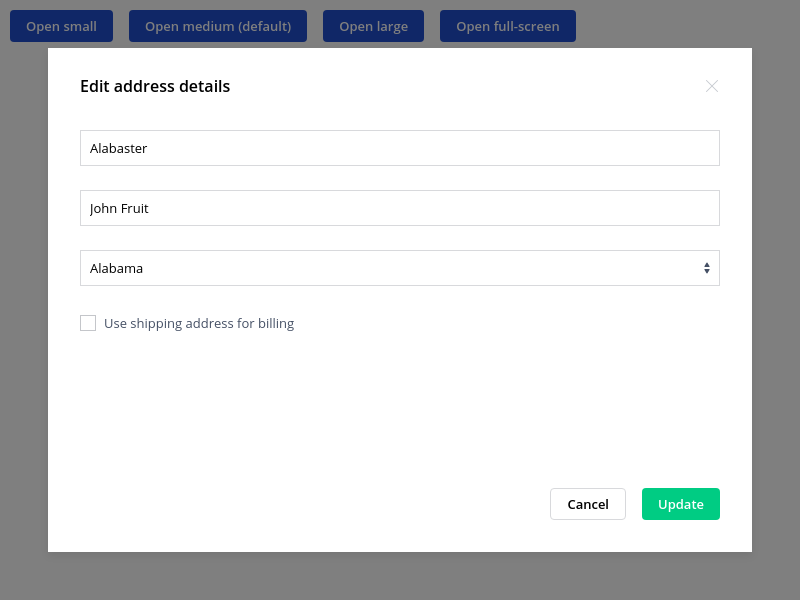 Open small Open medium (default) Open large Open full-screen
Edit address details
Alabaster
John Fruit
Alabama
Use shipping address for billing
Cancel Update